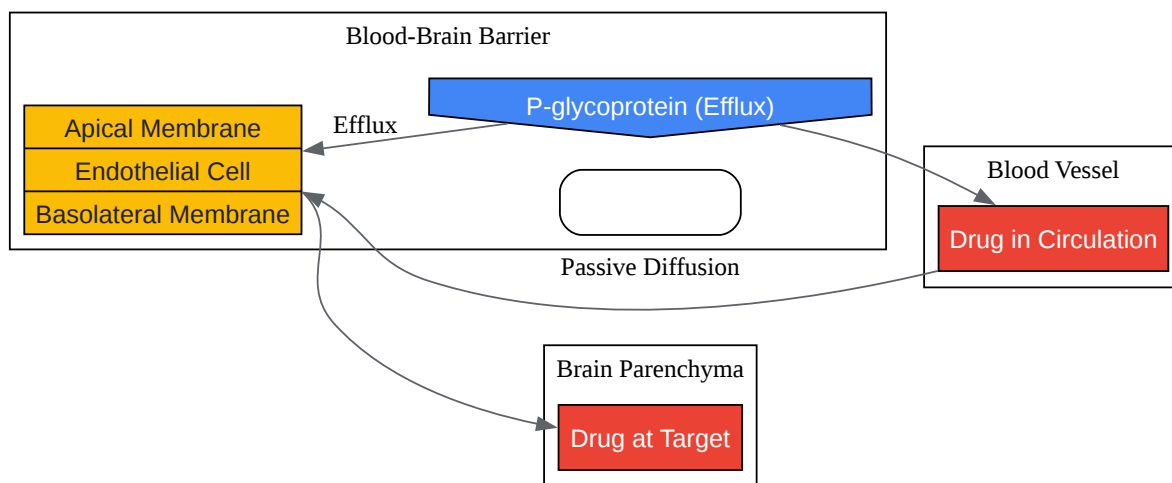 Blood-Brain Barrier
P-glycoprotein (Efflux)
Apical Membrane
Efflux
Endothelial Cell
Basolateral Membrane
Blood Vessel
Drug in Circulation
Passive Diffusion
Brain Parenchyma
Drug at Target